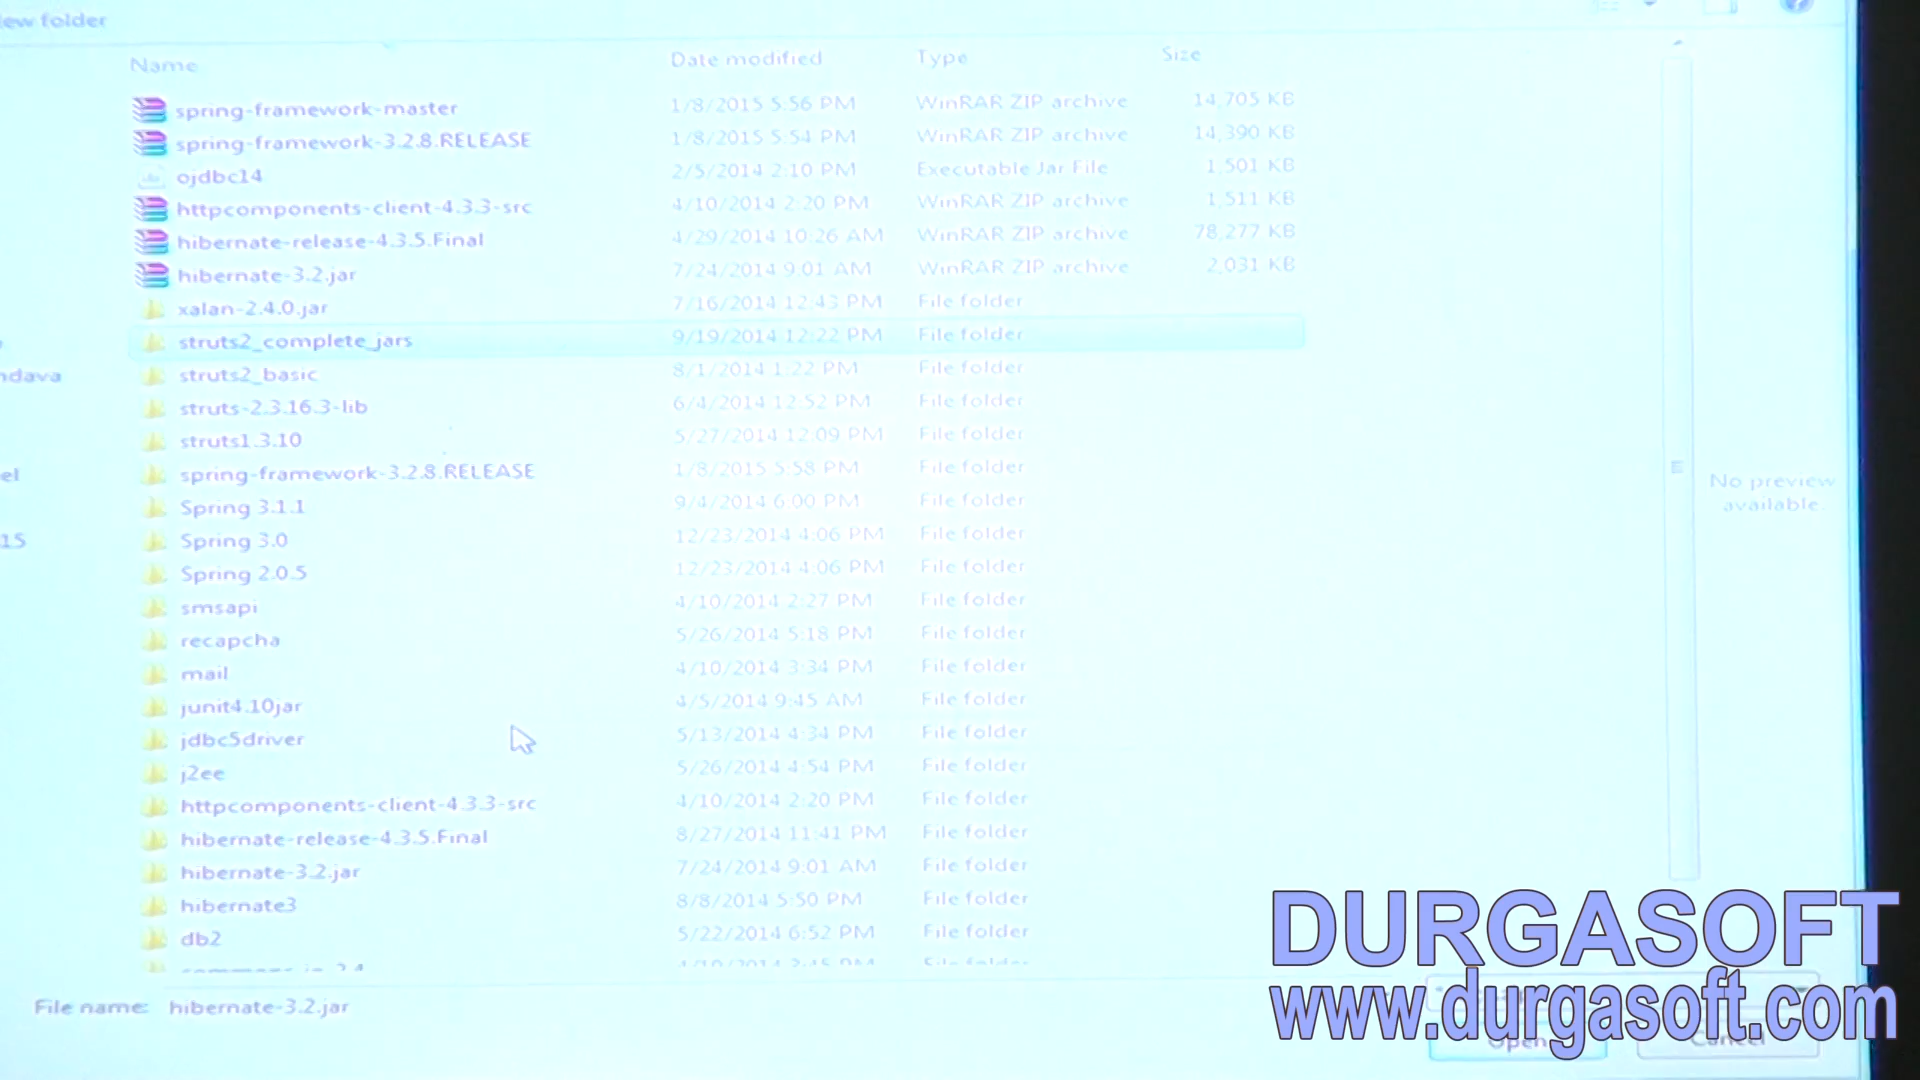 ew folder
Name Date modified Type Size
spring-framework-master 1/8/2015 5:56 PM WinRAR ZIP archive 14,705 KB
spring-framework-3.2.8.RELEASE 1/8/2015 5:54 PM WinRAR ZIP archive 14,390 KB
ojdbc14 2/5/2014 2:10 PM Executable Jar File 1,501 KB
httpcomponents-client-4.3.3-src 4/10/2014 2:20 PM WinRAR ZIP archive 1,511 KB
hibernate-release-4.3.5.Final 4/29/2014 10:26 AM WinRAR ZIP archive 78,277 KB
hibernate-3.2.jar 7/24/2014 9:01 AM WinRAR ZIP archive 2,031 KB
xalan-2.4.0.jar 7/16/2014 12:43 PM File folder
struts2_complete_jars 9/19/2014 12:22 PM File folder
ndava struts2_basic 8/1/2014 1:22 PM File folder
struts-2.3.16.3-lib 6/4/2014 12:52 PM File folder
struts1.3.10 5/27/2014 12:09 PM File folder
el spring-framework-3.2.8.RELEASE 1/8/2015 5:58 PM File folder
No preview
available.
Spring 3.1.1 9/4/2014 6:00 PM File folder
15 Spring 3.0 12/23/2014 4:06 PM File folder
Spring 2.0.5 12/23/2014 4:06 PM File folder
smsapi 4/10/2014 2:27 PM File folder
recapcha 5/26/2014 5:18 PM File folder
mail 4/10/2014 3:34 PM File folder
junit4.10jar 4/5/2014 9:45 AM File folder
jdbc5driver 5/13/2014 4:34 PM File folder
j2ee 5/26/2014 4:54 PM File folder
httpcomponents-client-4.3.3-src 4/10/2014 2:20 PM File folder
hibernate-release-4.3.5.Final 8/27/2014 11:41 PM File folder
hibernate-3.2.jar 7/24/2014 9:01 AM File folder
hibernate3 8/8/2014 5:50 PM File folder
db2 5/22/2014 6:52 PM File folder
File name: hibernate-3.2.jar
Open Cancel
DURGASOFT
www.durgasoft.com